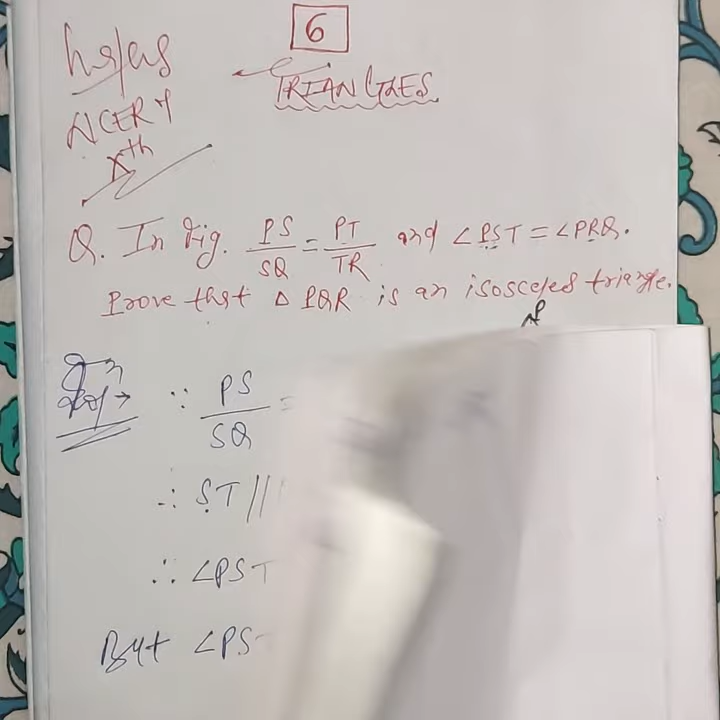 6
TRIANGLES
NCERT
Xth
Q. In Fig. PS/SQ = PT/TR and ∠PST = ∠PRQ.
Prove that △ PQR is an isosceles triangle.
P
∵ PS/SQ =
∴ ST //
∴ ∠PST
But ∠PS